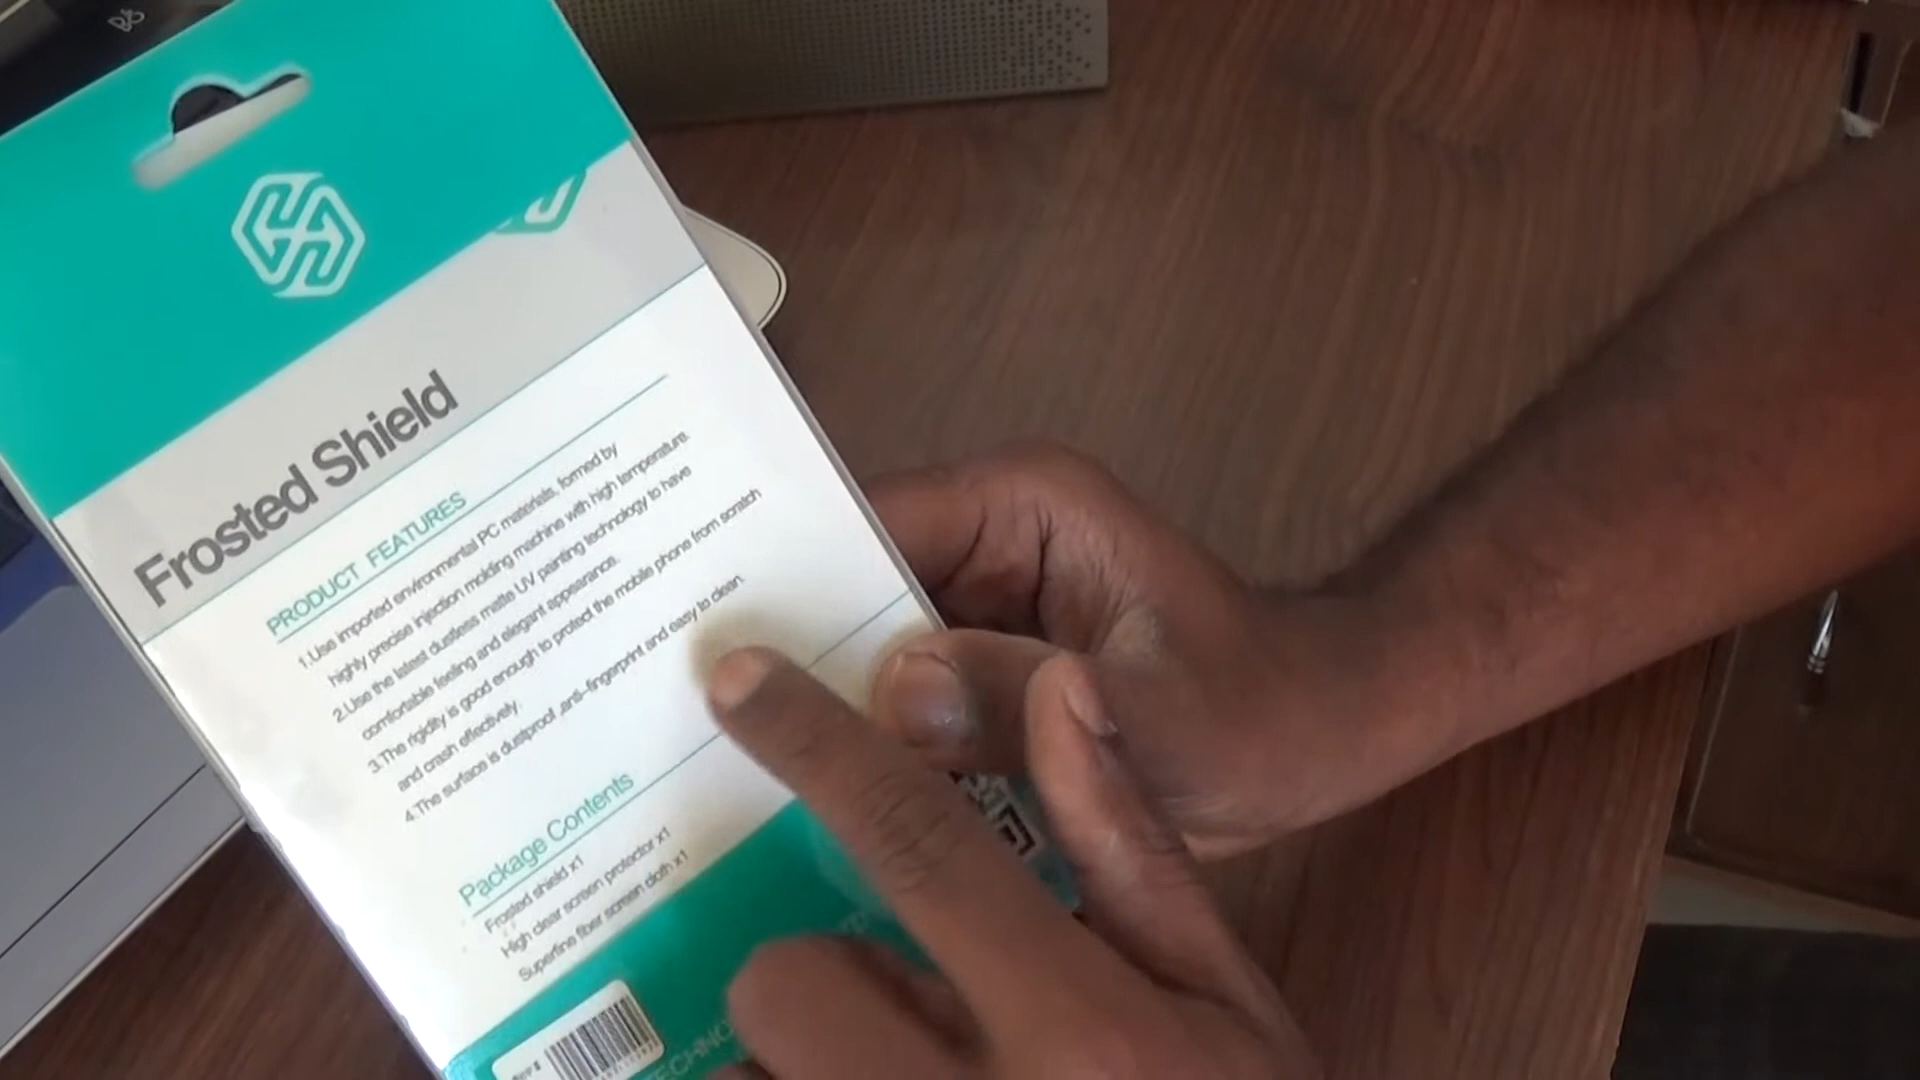 Frosted Shield
PRODUCT FEATURES
1.Use imported environmental PC materials, formed by
highly precise injection molding machine with high temperature.
2.Use the latest dustless matte UV painting technology to have
comfortable feeling and elegant appearance.
3.The rigidity is good enough to protect the mobile phone from scratch
and crash effectively.
4.The surface is dustproof ,anti-fingerprint and easy to clean.
Package Contents
Frosted shield x1
High clear screen protector x1
Superfine fiber screen cloth x1